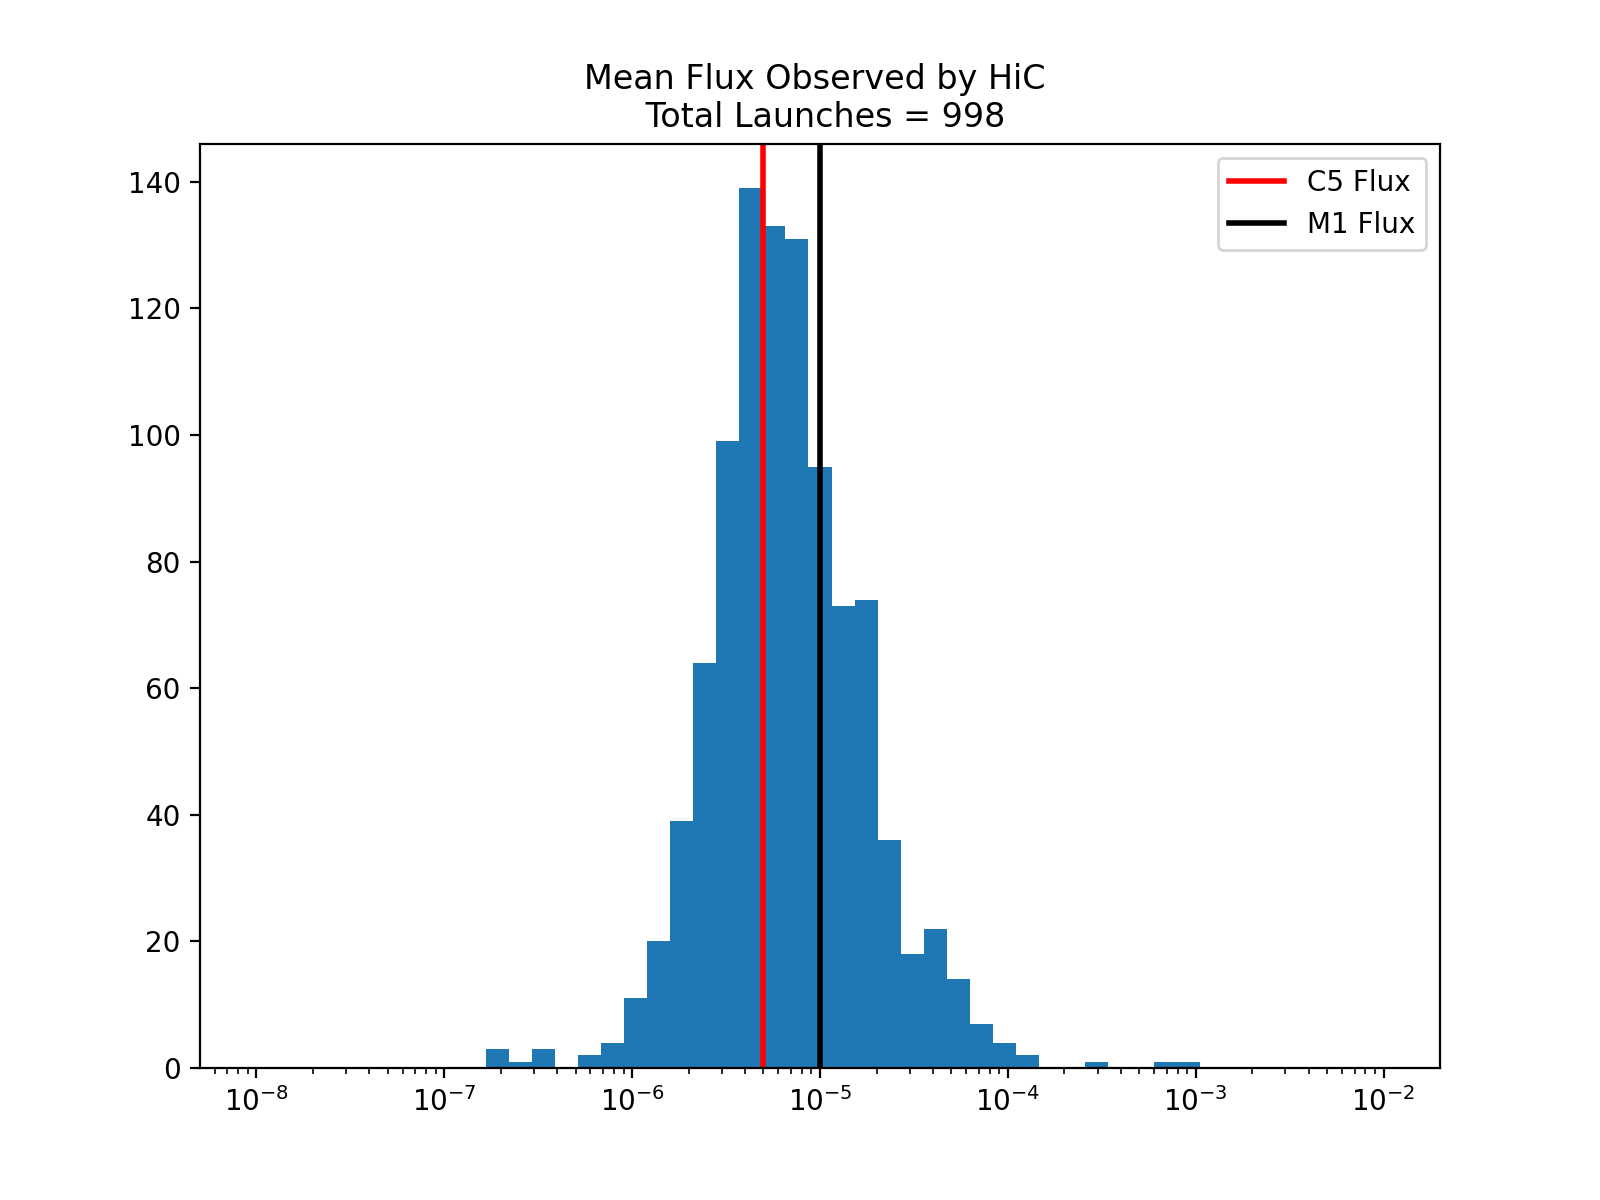 Mean Flux Observed by HiC
Total Launches = 998
C5 Flux
M1 Flux
140
120
100
80
60
40
20
0
10⁻⁸ 10⁻⁷ 10⁻⁶ 10⁻⁵ 10⁻⁴ 10⁻³ 10⁻²